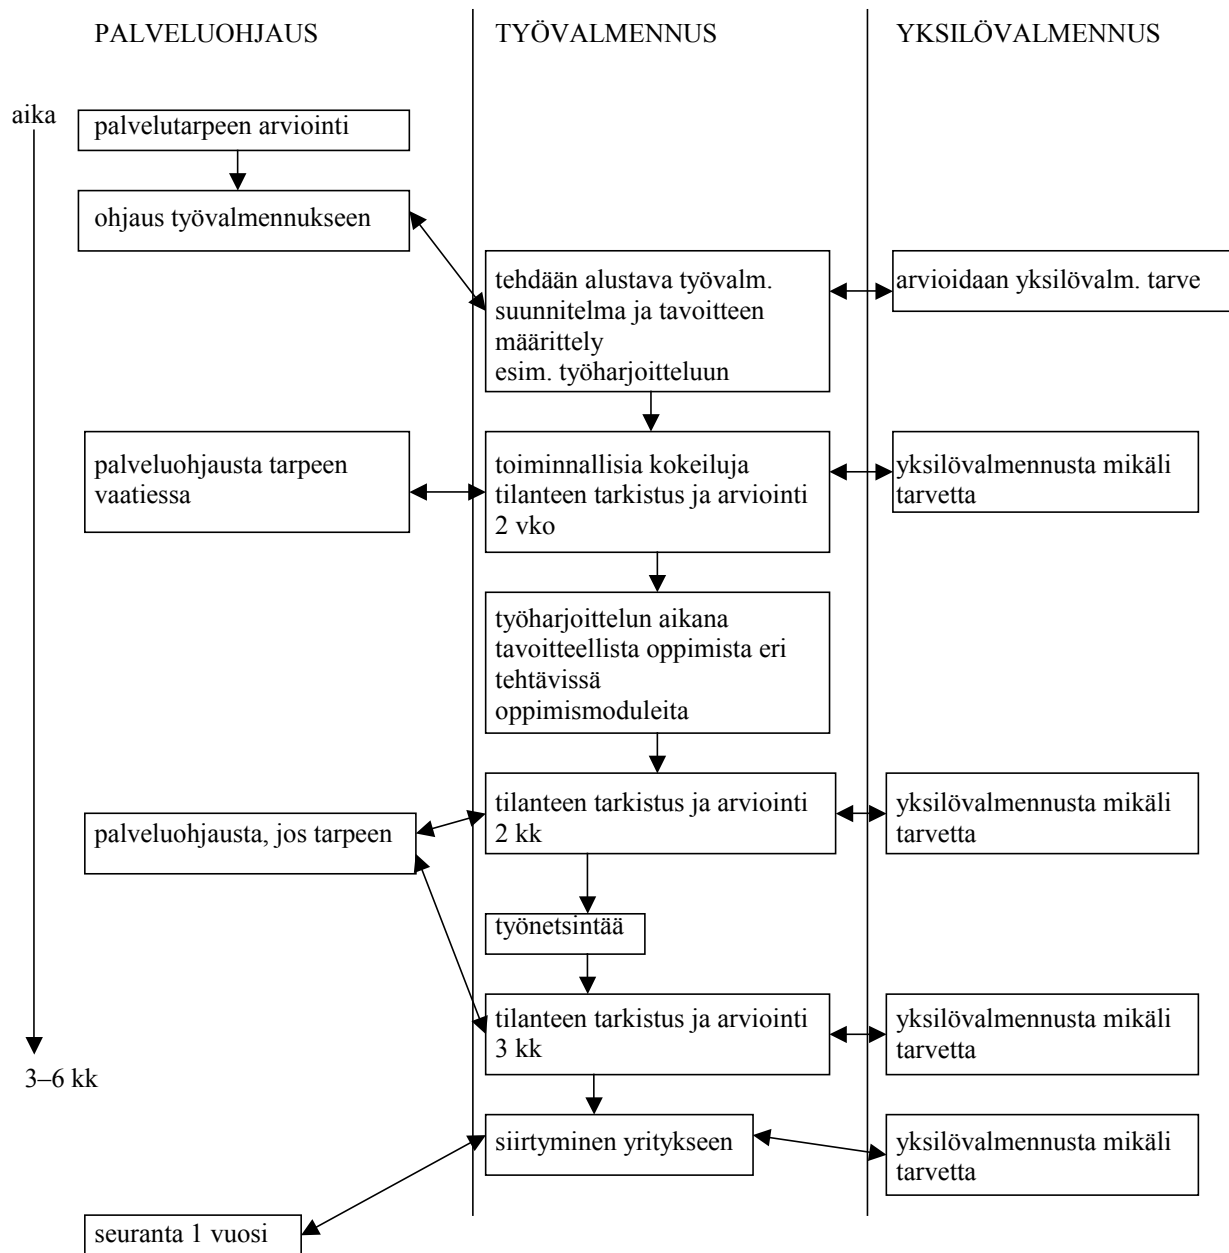 PALVELUOHJAUS
TYÖVALMENNUS
YKSILÖVALMENNUS
aika
palvelutarpeen arviointi
ohjaus työvalmennukseen
tehdään alustava työvalm.
suunnitelma ja tavoitteen
määrittely
esim. työharjoitteluun
arvioidaan yksilövalm. tarve
palveluohjausta tarpeen
vaatiessa
toiminnallisia kokeiluja
tilanteen tarkistus ja arviointi
2 vko
yksilövalmennusta mikäli
tarvetta
työharjoittelun aikana
tavoitteellista oppimista eri
tehtävissä
oppimismoduleita
palveluohjausta, jos tarpeen
tilanteen tarkistus ja arviointi
2 kk
yksilövalmennusta mikäli
tarvetta
työnetsintää
tilanteen tarkistus ja arviointi
3 kk
yksilövalmennusta mikäli
tarvetta
3–6 kk
siirtyminen yritykseen
yksilövalmennusta mikäli
tarvetta
seuranta 1 vuosi